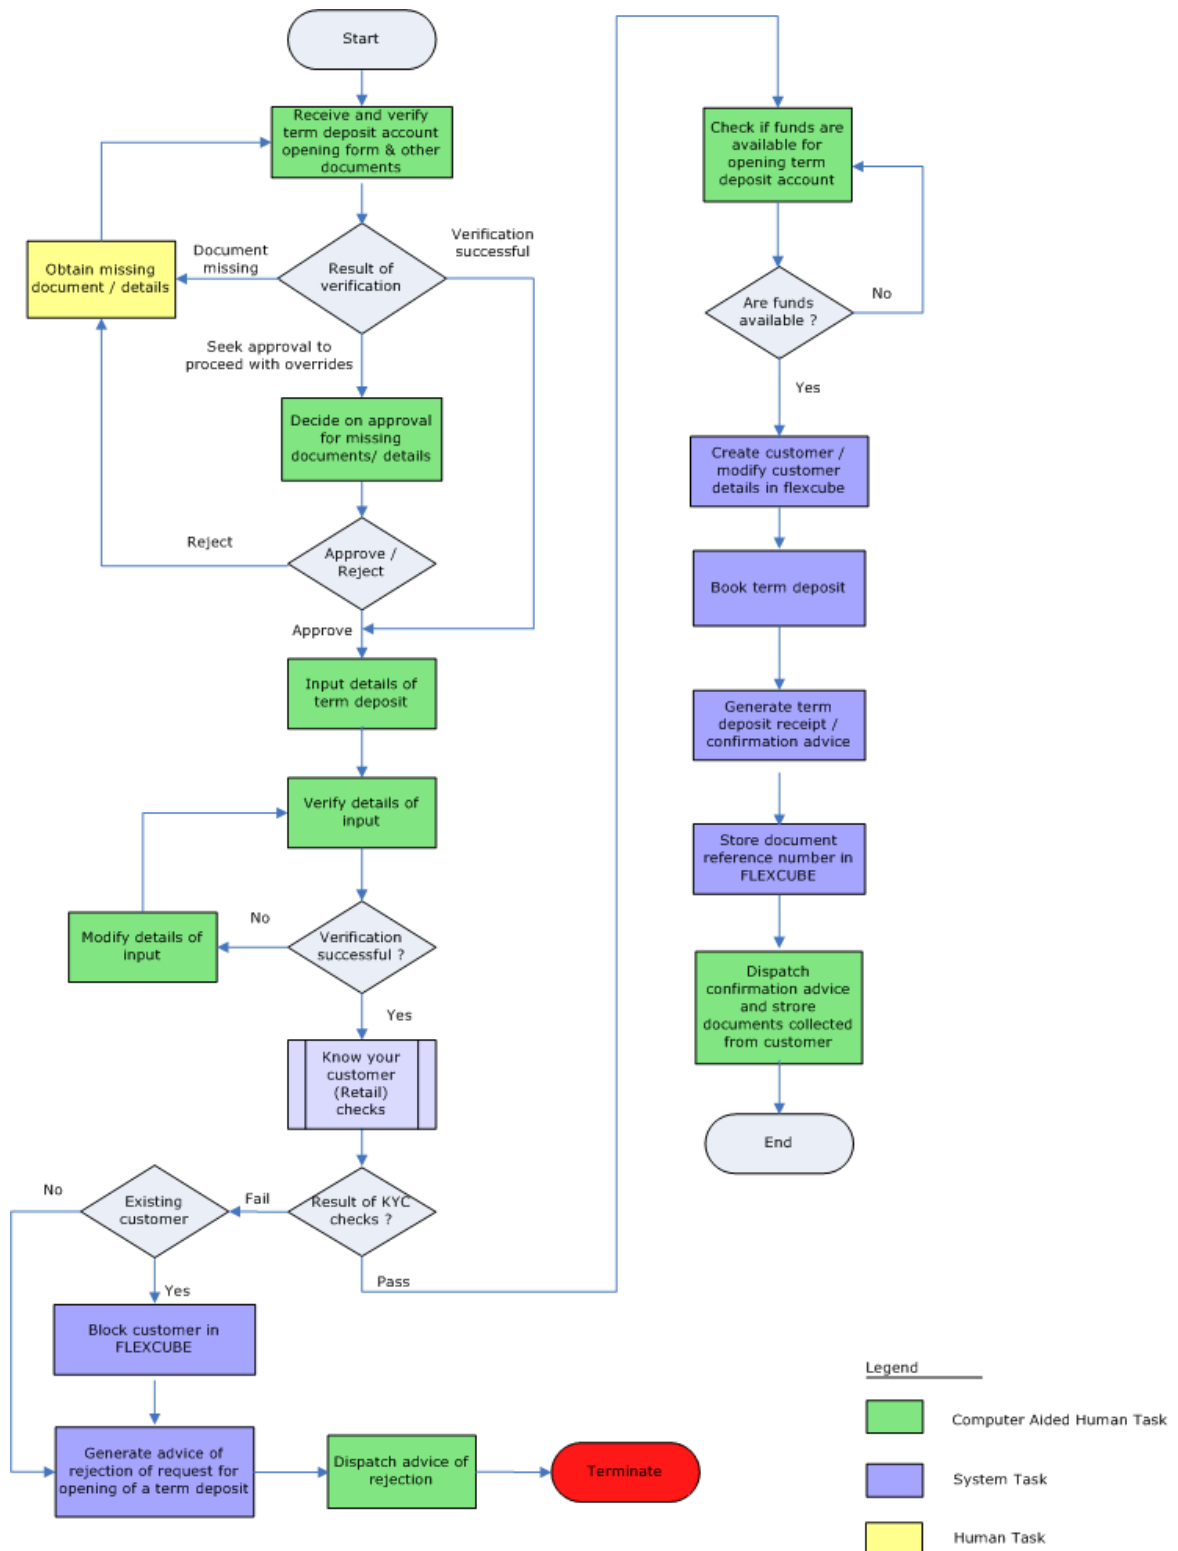 Start
Receive and verify
term deposit account
opening form & other
documents
Obtain missing
document / details
Document
missing
Result of
verification
Verification
successful
Seek approval to
proceed with overrides
Decide on approval
for missing
documents/ details
Reject
Approve /
Reject
Approve
Input details of
term deposit
Verify details of
input
Modify details of
input
No
Verification
successful ?
Yes
Know your
customer
(Retail)
checks
Result of KYC
checks ?
Fail
Pass
Existing
customer
No
Yes
Block customer in
FLEXCUBE
Generate advice of
rejection of request for
opening of a term deposit
Dispatch advice of
rejection
Terminate
Check if funds are
available for
opening term
deposit account
Are funds
available ?
No
Yes
Create customer /
modify customer
details in flexcube
Book term deposit
Generate term
deposit receipt /
confirmation advice
Store document
reference number in
FLEXCUBE
Dispatch
confirmation advice
and strore
documents collected
from customer
End
Legend
Computer Aided Human Task
System Task
Human Task